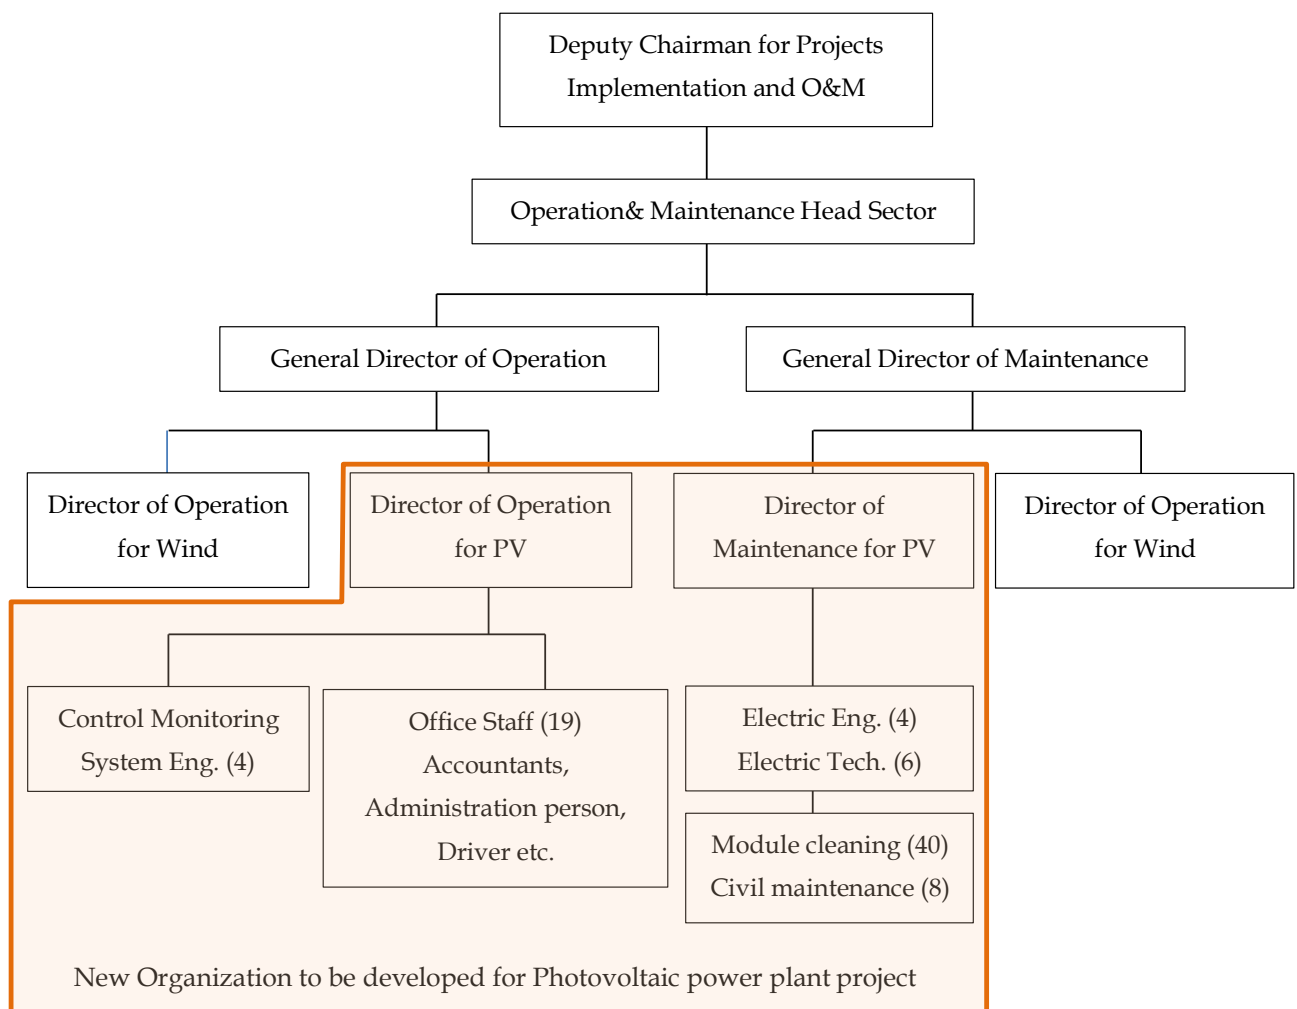 Deputy Chairman for Projects
Implementation and O&M
Operation& Maintenance Head Sector
General Director of Operation
General Director of Maintenance
Director of Operation
for Wind
Director of Operation
for PV
Director of
Maintenance for PV
Director of Operation
for Wind
Control Monitoring
System Eng. (4)
Office Staff (19)
Accountants,
Administration person,
Driver etc.
Electric Eng. (4)
Electric Tech. (6)
Module cleaning (40)
Civil maintenance (8)
New Organization to be developed for Photovoltaic power plant project